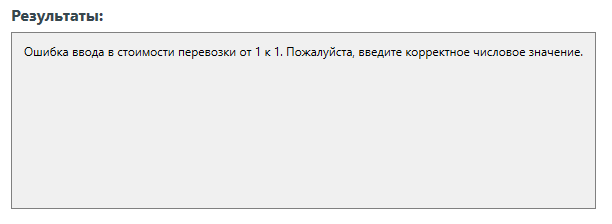 Результаты:
Ошибка ввода в стоимости перевозки от 1 к 1. Пожалуйста, введите корректное числовое значение.